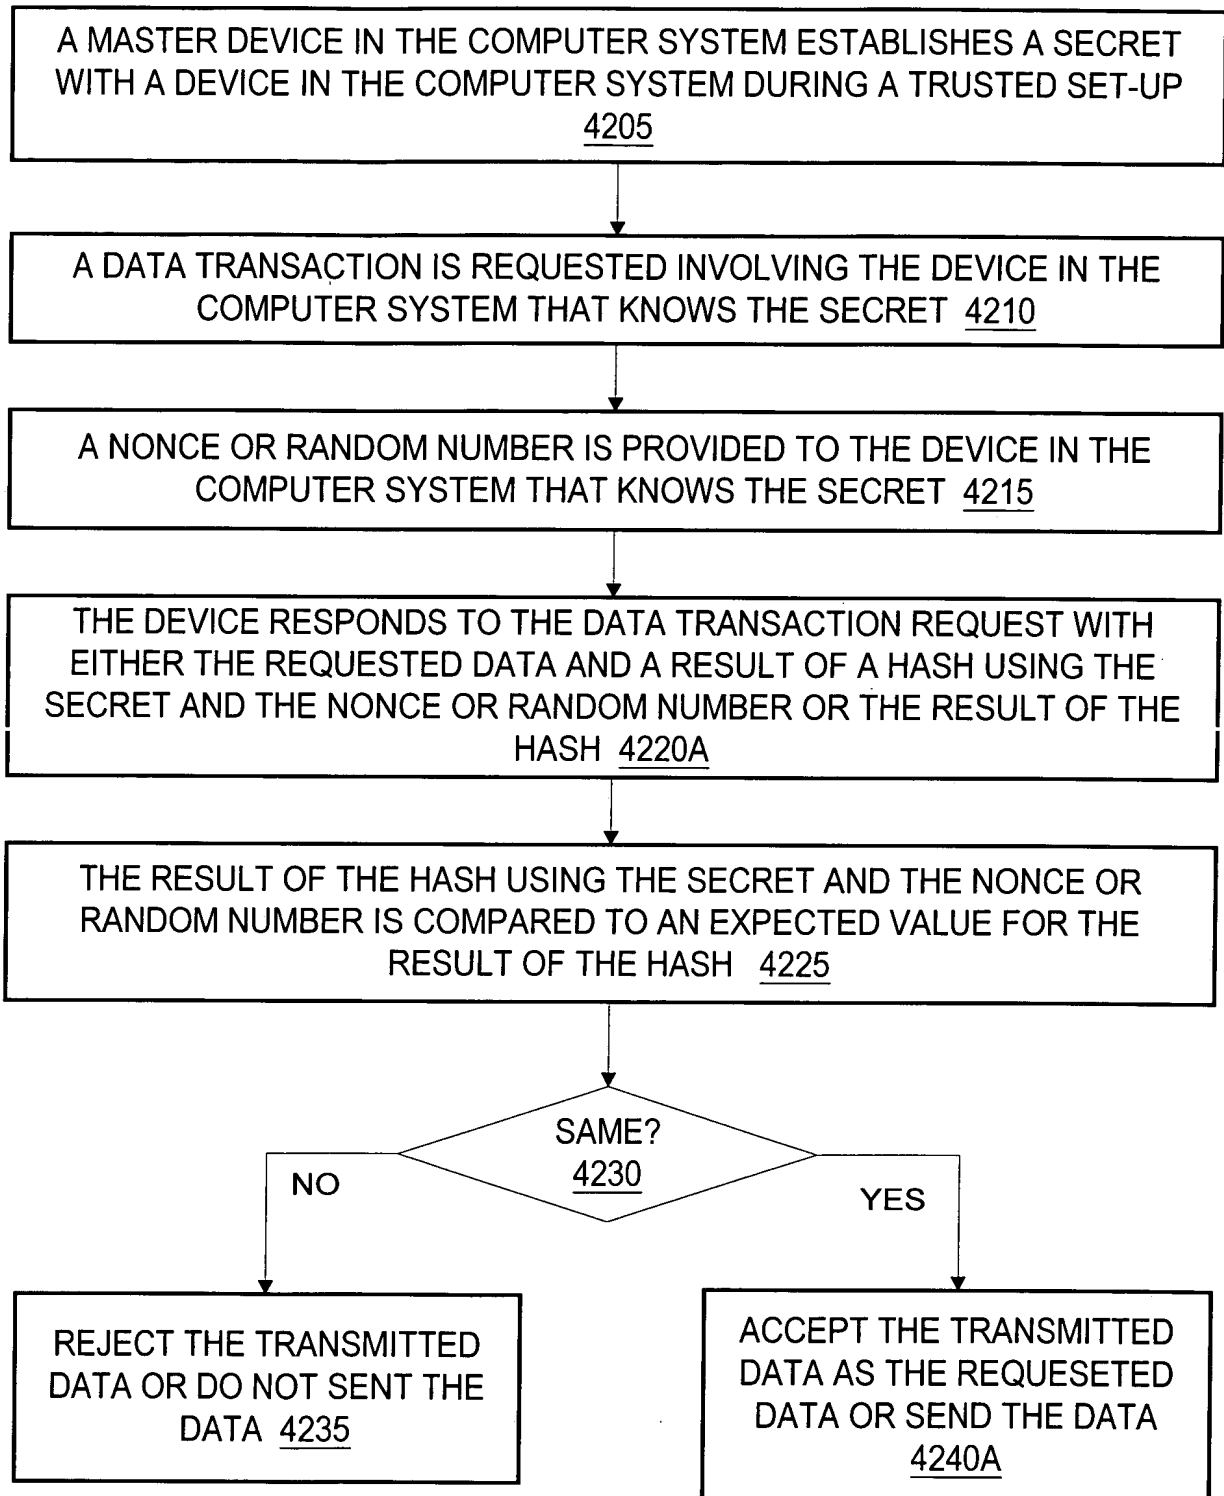 A MASTER DEVICE IN THE COMPUTER SYSTEM ESTABLISHES A SECRET
WITH A DEVICE IN THE COMPUTER SYSTEM DURING A TRUSTED SET-UP
4205
A DATA TRANSACTION IS REQUESTED INVOLVING THE DEVICE IN THE
COMPUTER SYSTEM THAT KNOWS THE SECRET 4210
A NONCE OR RANDOM NUMBER IS PROVIDED TO THE DEVICE IN THE
COMPUTER SYSTEM THAT KNOWS THE SECRET 4215
THE DEVICE RESPONDS TO THE DATA TRANSACTION REQUEST WITH
EITHER THE REQUESTED DATA AND A RESULT OF A HASH USING THE
SECRET AND THE NONCE OR RANDOM NUMBER OR THE RESULT OF THE
HASH 4220A
THE RESULT OF THE HASH USING THE SECRET AND THE NONCE OR
RANDOM NUMBER IS COMPARED TO AN EXPECTED VALUE FOR THE
RESULT OF THE HASH 4225
SAME?
4230
NO
YES
REJECT THE TRANSMITTED
DATA OR DO NOT SENT THE
DATA 4235
ACCEPT THE TRANSMITTED
DATA AS THE REQUESETED
DATA OR SEND THE DATA
4240A